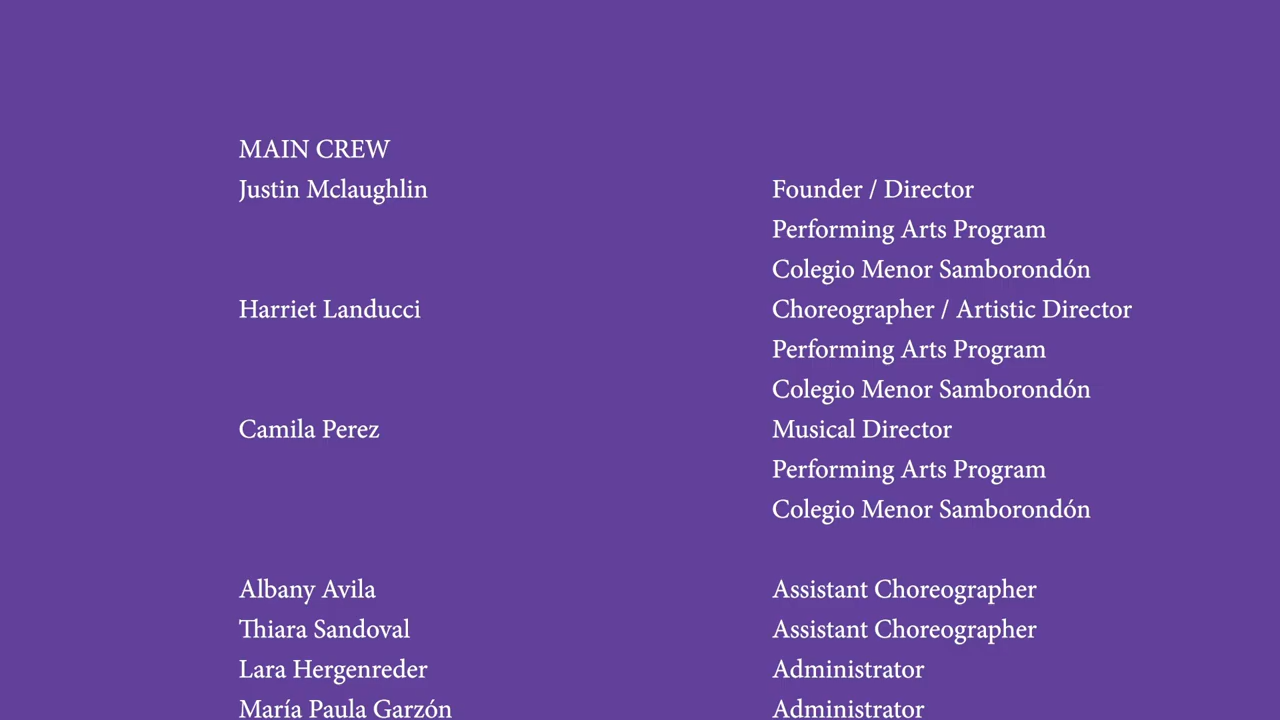 MAIN CREW
Justin Mclaughlin Founder / Director
Performing Arts Program
Colegio Menor Samborondón
Harriet Landucci Choreographer / Artistic Director
Performing Arts Program
Colegio Menor Samborondón
Camila Perez Musical Director
Performing Arts Program
Colegio Menor Samborondón
Albany Avila Assistant Choreographer
Thiara Sandoval Assistant Choreographer
Lara Hergenreder Administrator
María Paula Garzón Administrator